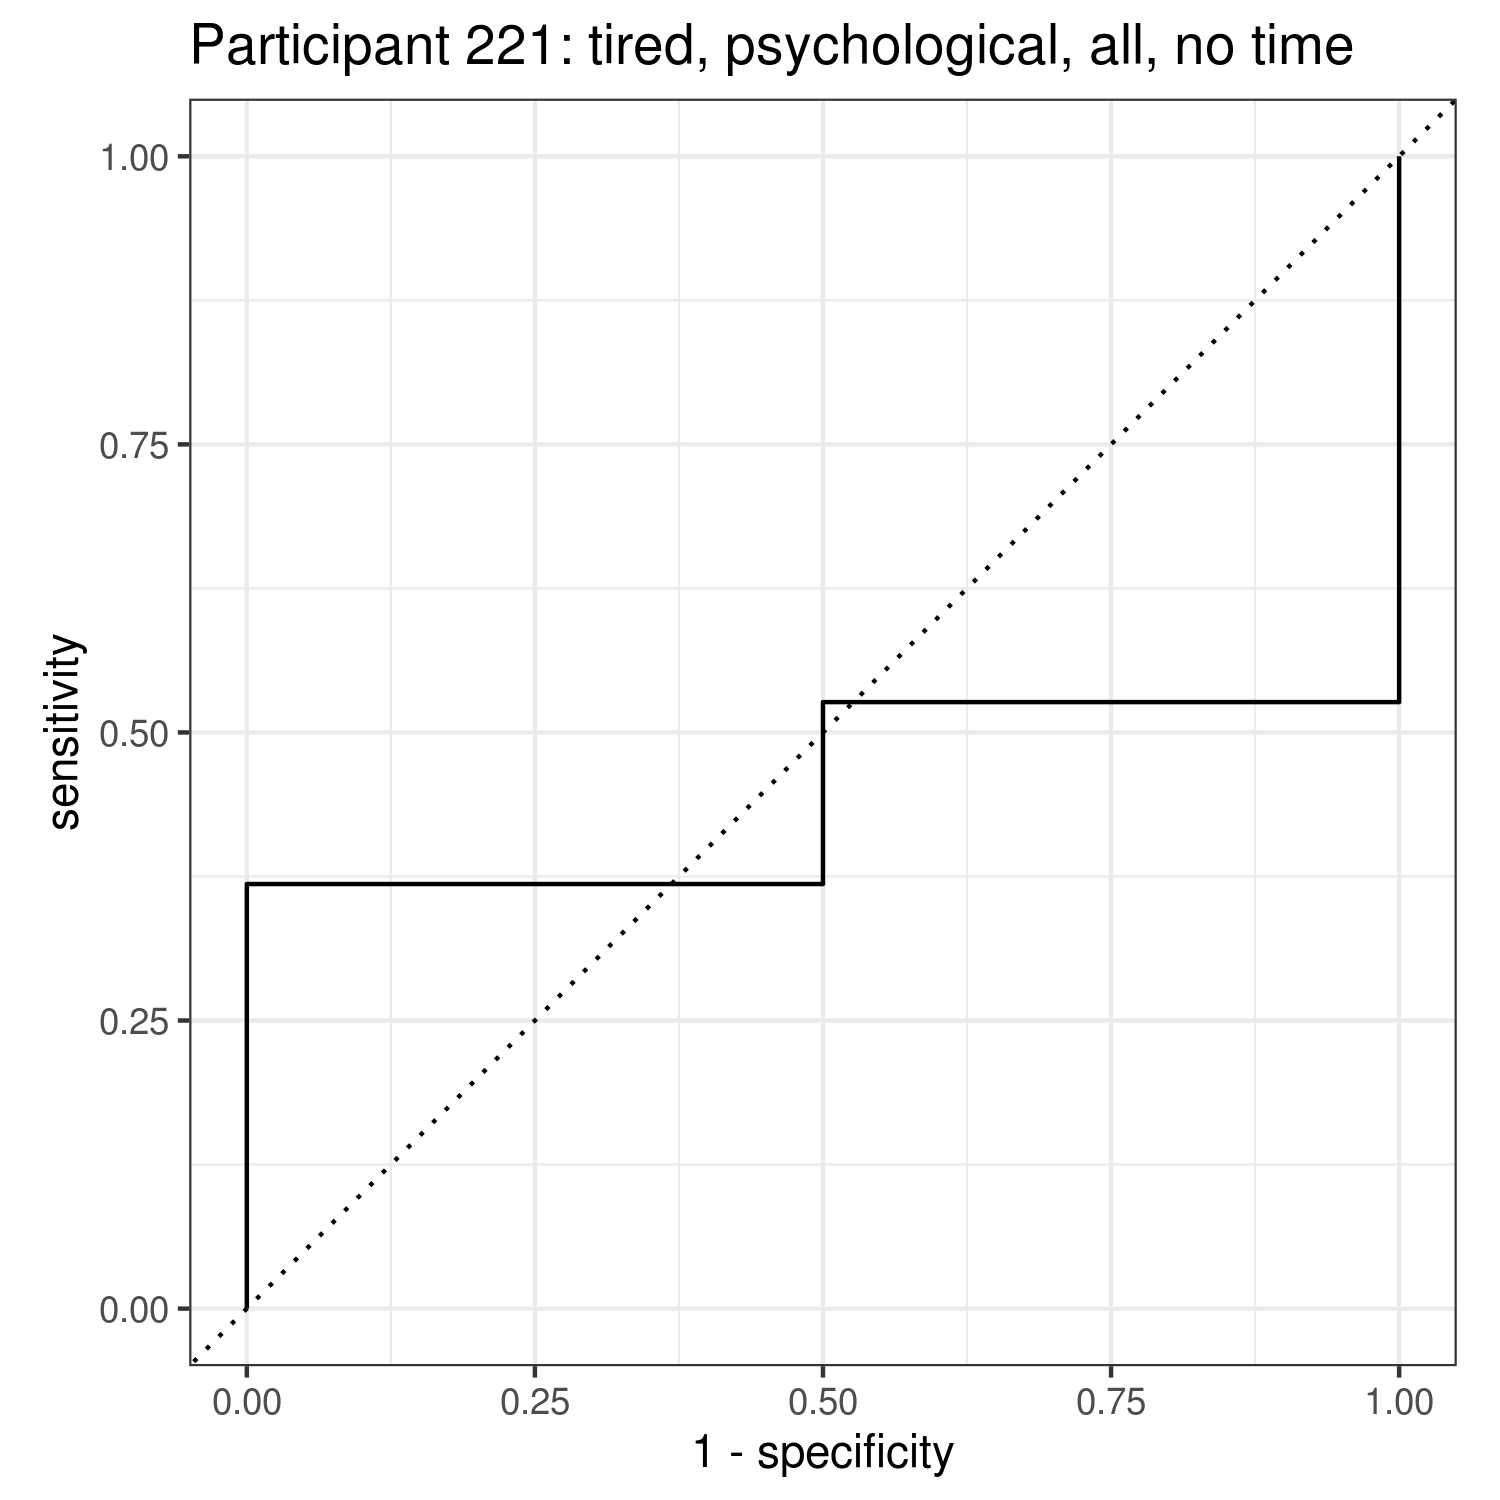 Participant 221: tired, psychological, all, no time
sensitivity
1.00
0.75
0.50
0.25
0.00
0.00 0.25 0.50 0.75 1.00
1 - specificity